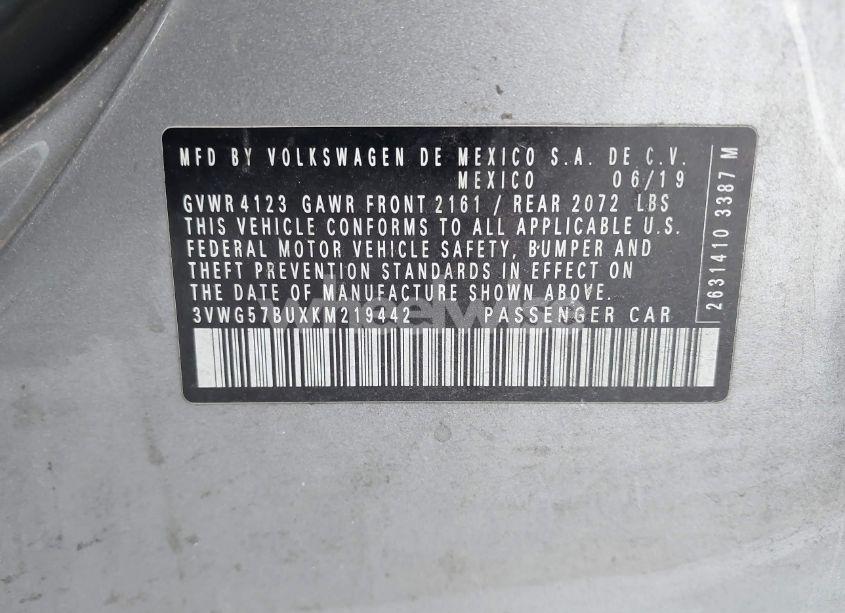 MFD BY VOLKSWAGEN DE MEXICO S.A. DE C.V.
MEXICO 06/19
GVWR 4123 GAWR FRONT 2161 / REAR 2072 LBS
THIS VEHICLE CONFORMS TO ALL APPLICABLE U.S.
FEDERAL MOTOR VEHICLE SAFETY, BUMPER AND
THEFT PREVENTION STANDARDS IN EFFECT ON
THE DATE OF MANUFACTURE SHOWN ABOVE.
3VWG57BUXKM219442 PASSENGER CAR
2631410 3387 M